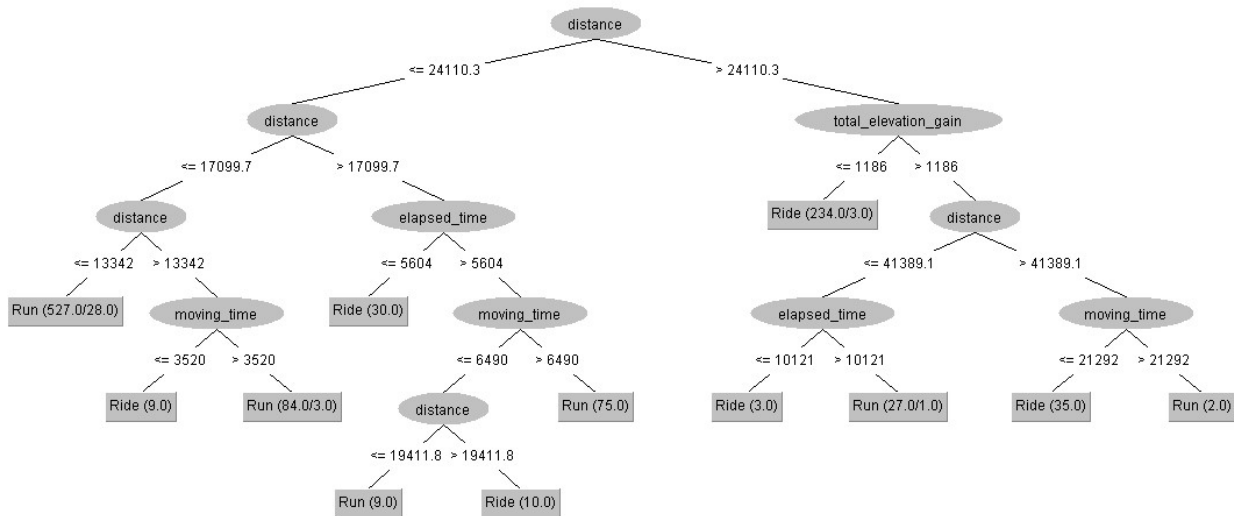 distance
<= 24110.3 > 24110.3
distance total_elevation_gain
<= 17099.7 > 17099.7 <= 1186 > 1186
distance elapsed_time Ride (234.0/3.0) distance
<= 13342 > 13342 <= 5604 > 5604 <= 41389.1 > 41389.1
Run (527.0/28.0) moving_time Ride (30.0) moving_time elapsed_time moving_time
<= 3520 > 3520 <= 6490 > 6490 <= 10121 > 10121 <= 21292 > 21292
Ride (9.0) Run (84.0/3.0) distance Run (75.0) Ride (3.0) Run (27.0/1.0) Ride (35.0) Run (2.0)
<= 19411.8 > 19411.8
Run (9.0) Ride (10.0)